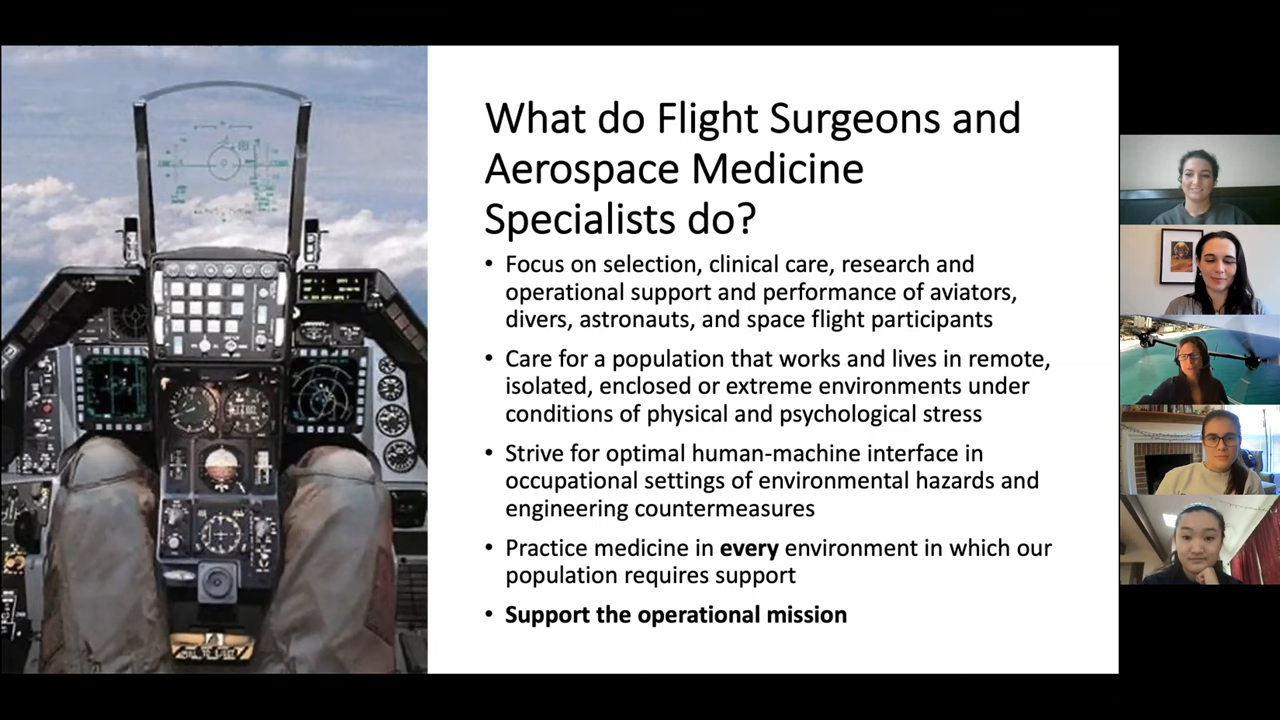 What do Flight Surgeons and
Aerospace Medicine
Specialists do?
• Focus on selection, clinical care, research and
operational support and performance of aviators,
divers, astronauts, and space flight participants
• Care for a population that works and lives in remote,
isolated, enclosed or extreme environments under
conditions of physical and psychological stress
• Strive for optimal human-machine interface in
occupational settings of environmental hazards and
engineering countermeasures
• Practice medicine in every environment in which our
population requires support
• Support the operational mission